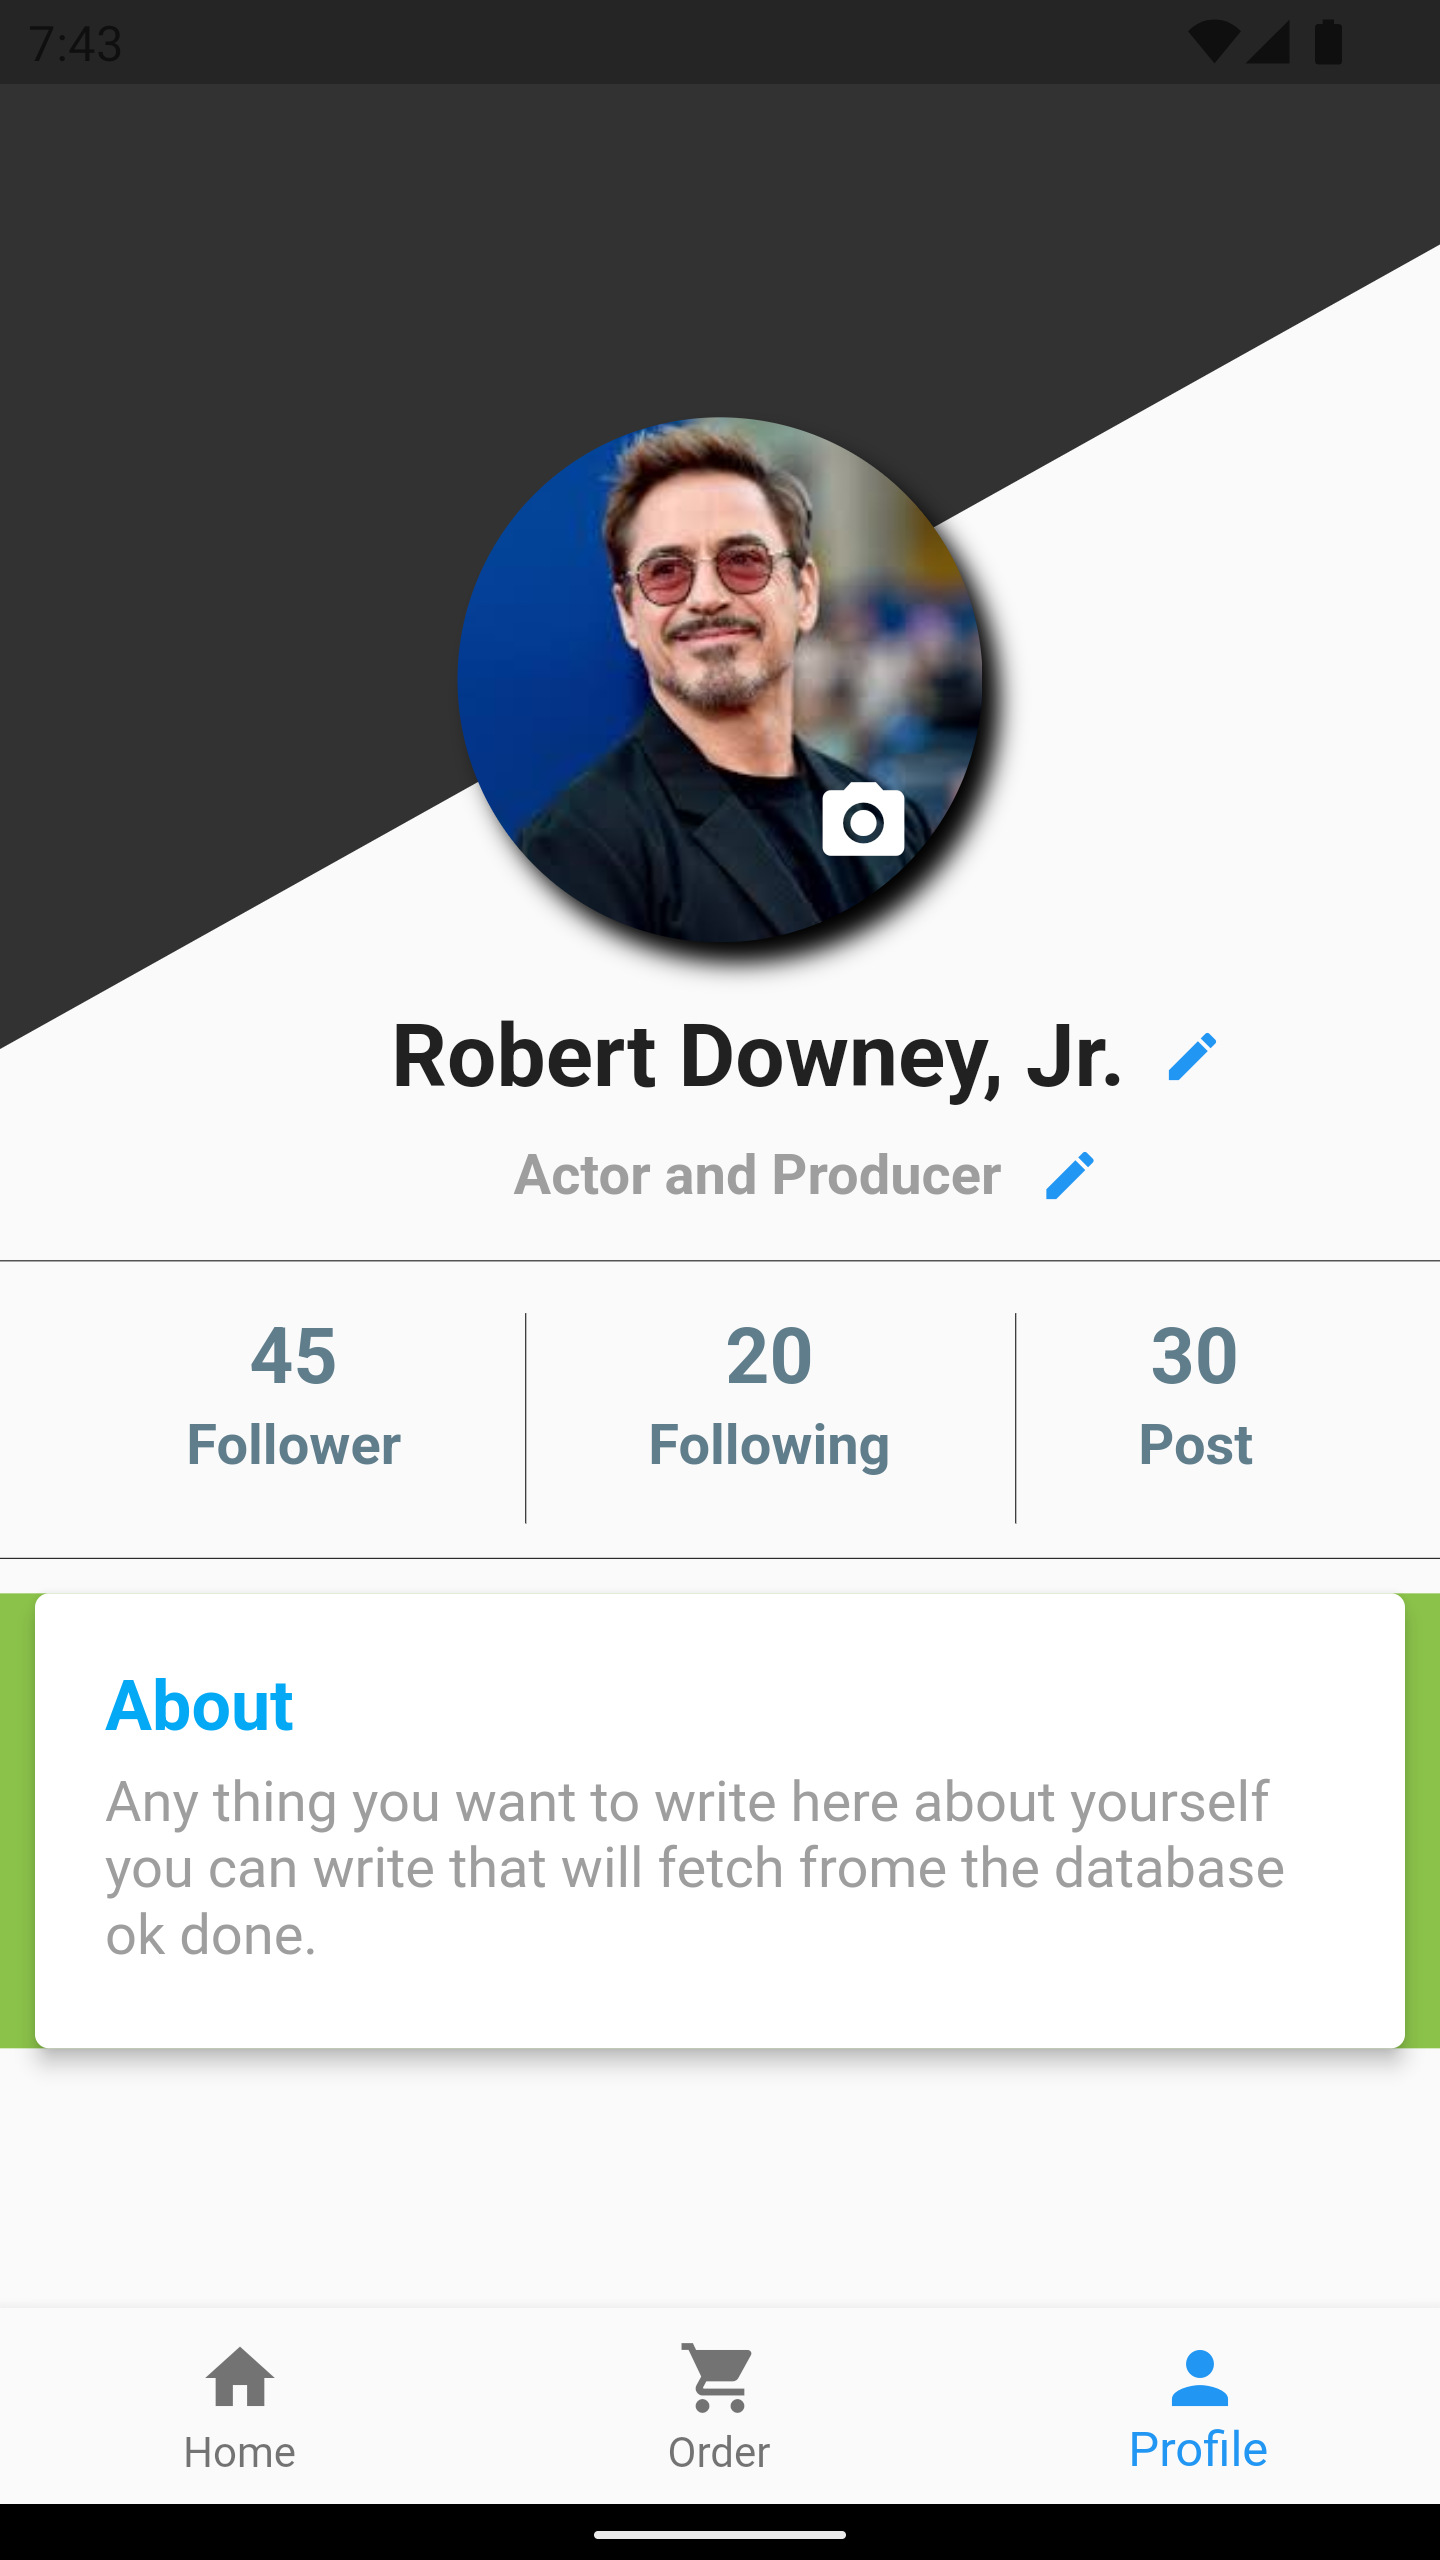 7:43
Robert Downey, Jr.
Actor and Producer
45
Follower
20
Following
30
Post
About
Any thing you want to write here about yourself
you can write that will fetch frome the database
ok done.
Home
Order
Profile